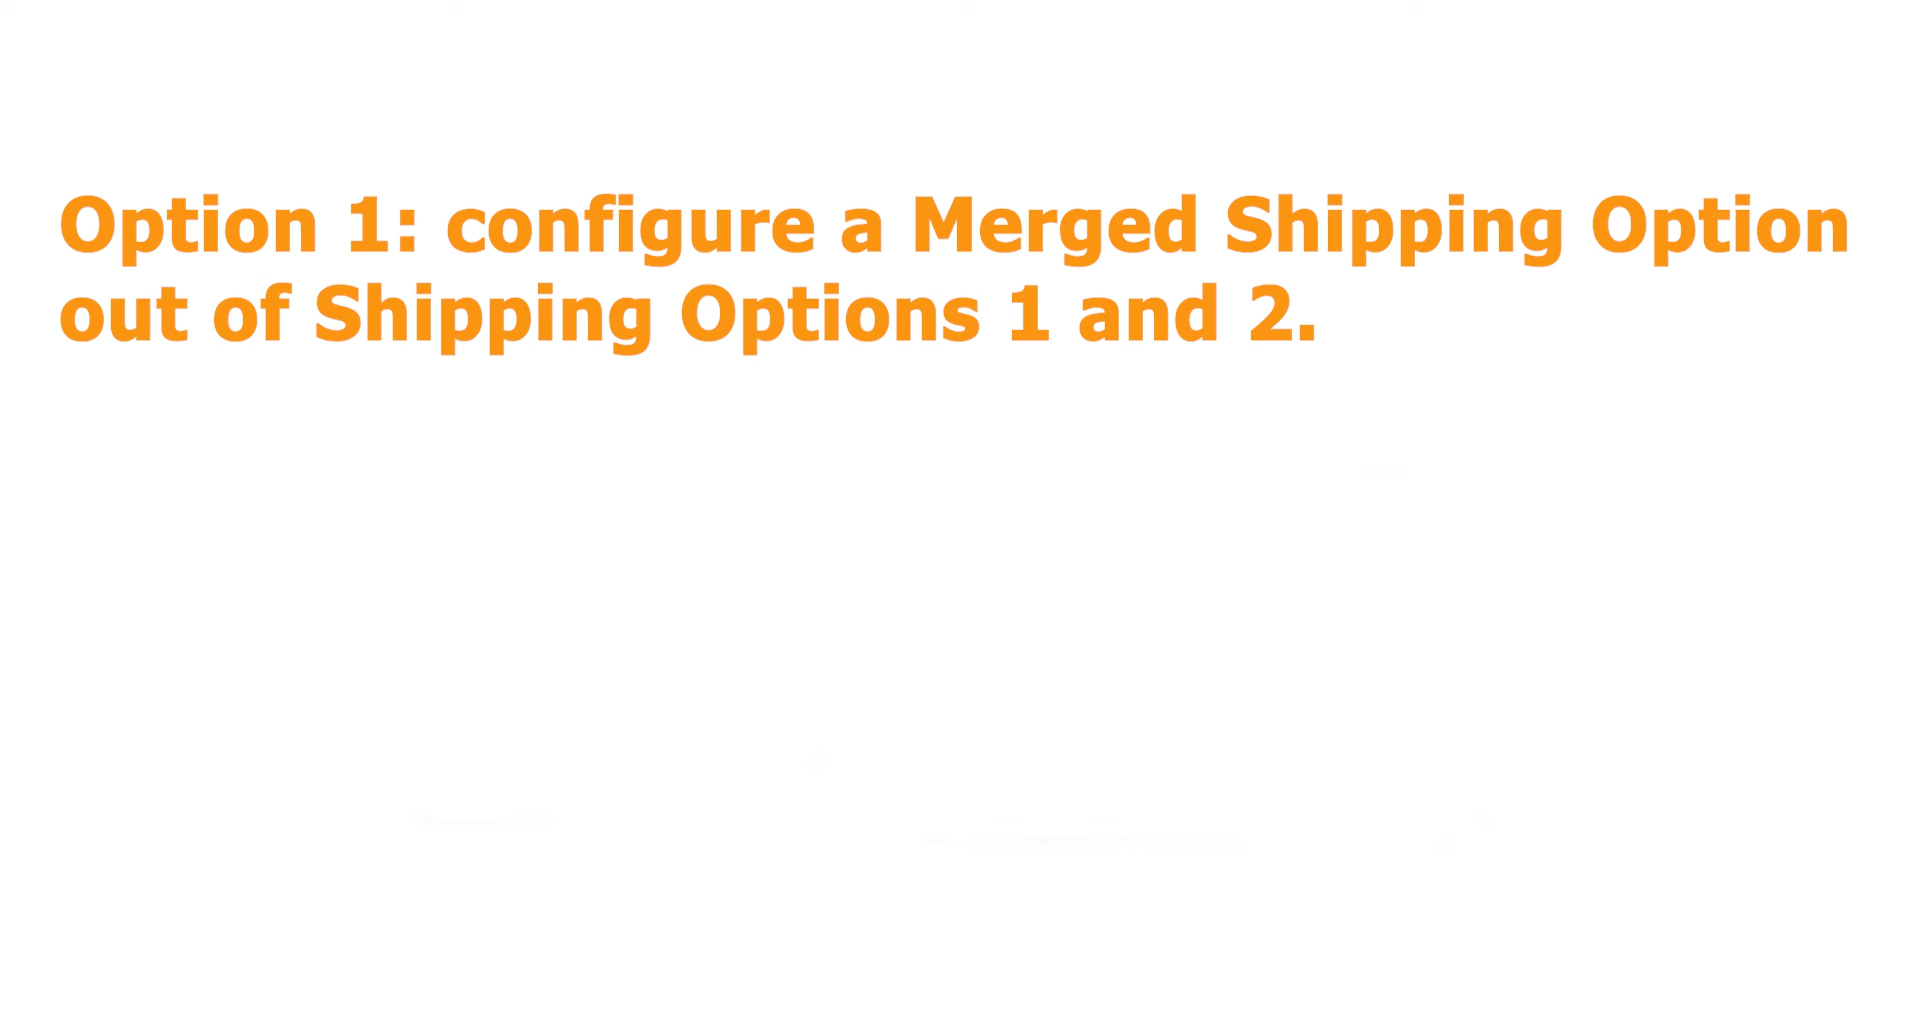 Option 1: configure a Merged Shipping Option
out of Shipping Options 1 and 2.